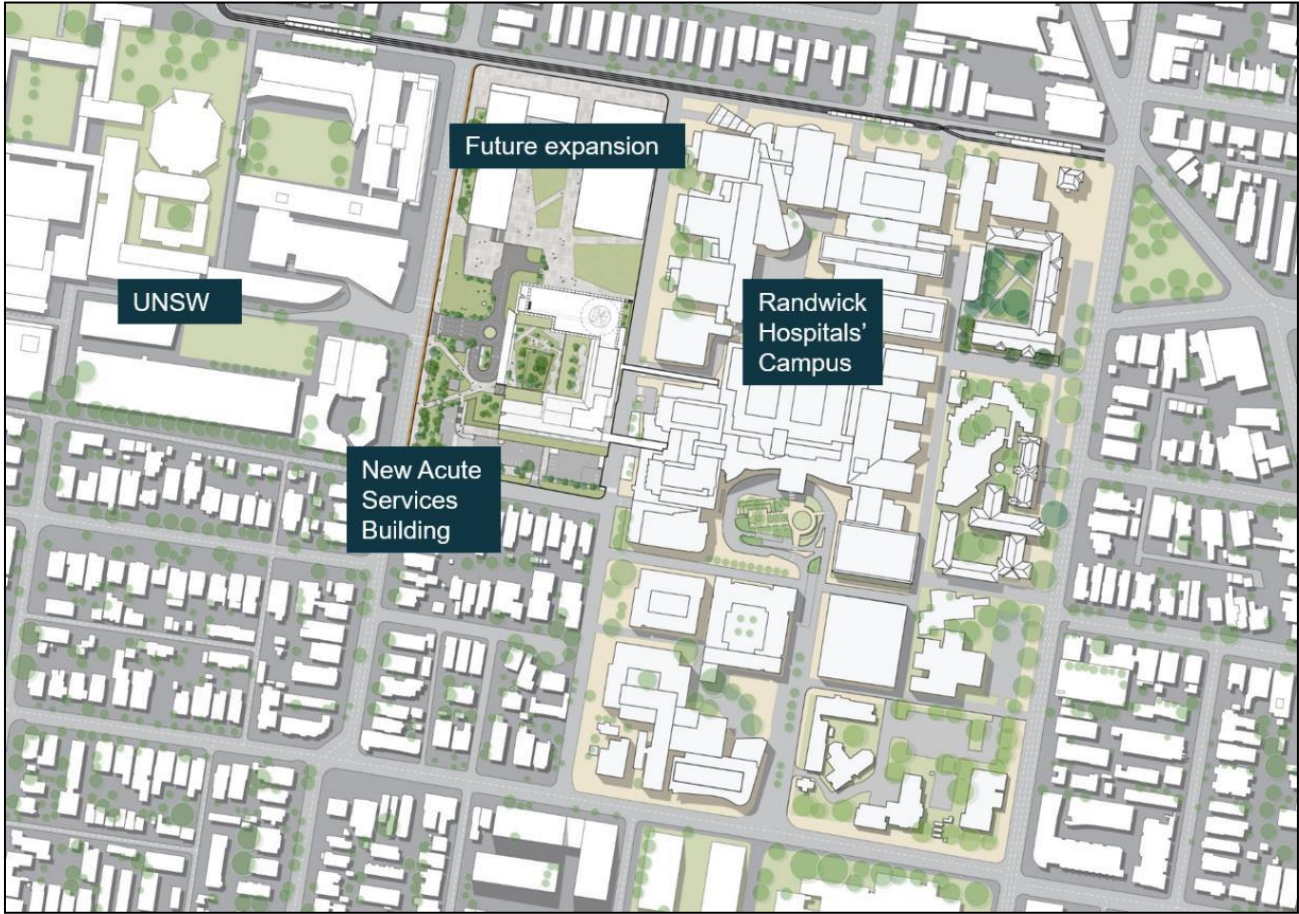 Future expansion
UNSW
Randwick
Hospitals'
Campus
New Acute
Services
Building